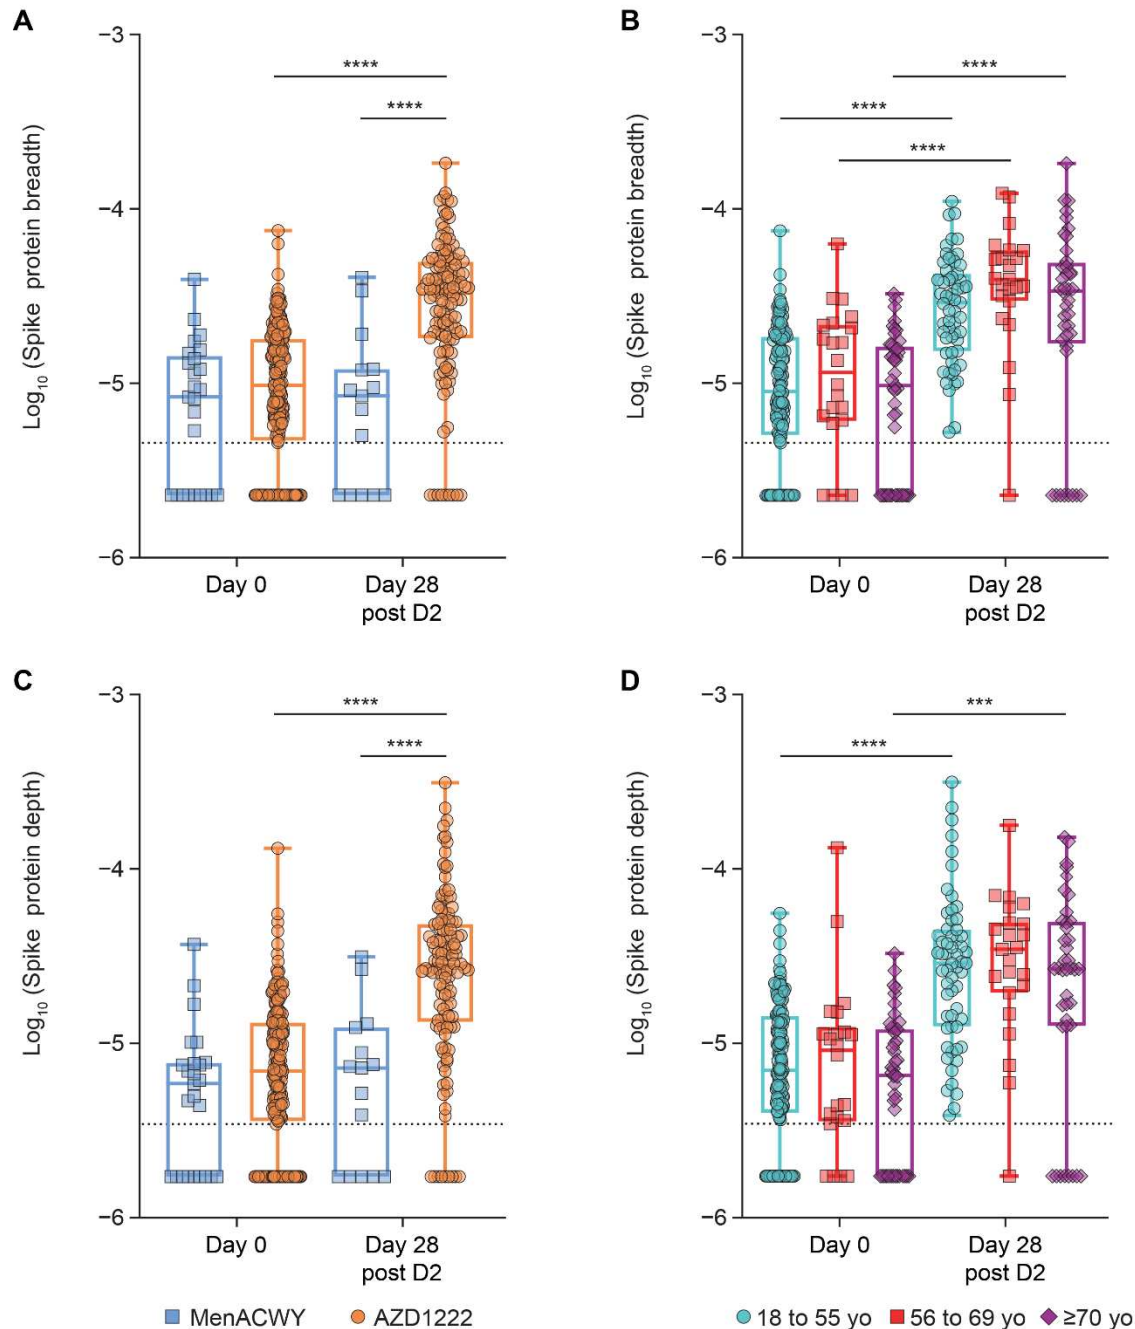 A
−3
−4
−5
−6
Log₁₀ (Spike protein breadth)
****
****
Day 0
Day 28
post D2
B
−3
−4
−5
−6
Log₁₀ (Spike protein breadth)
****
****
****
Day 0
Day 28
post D2
C
−3
−4
−5
−6
Log₁₀ (Spike protein depth)
****
****
Day 0
Day 28
post D2
MenACWY
AZD1222
D
−3
−4
−5
−6
Log₁₀ (Spike protein depth)
***
****
Day 0
Day 28
post D2
18 to 55 yo
56 to 69 yo
≥70 yo